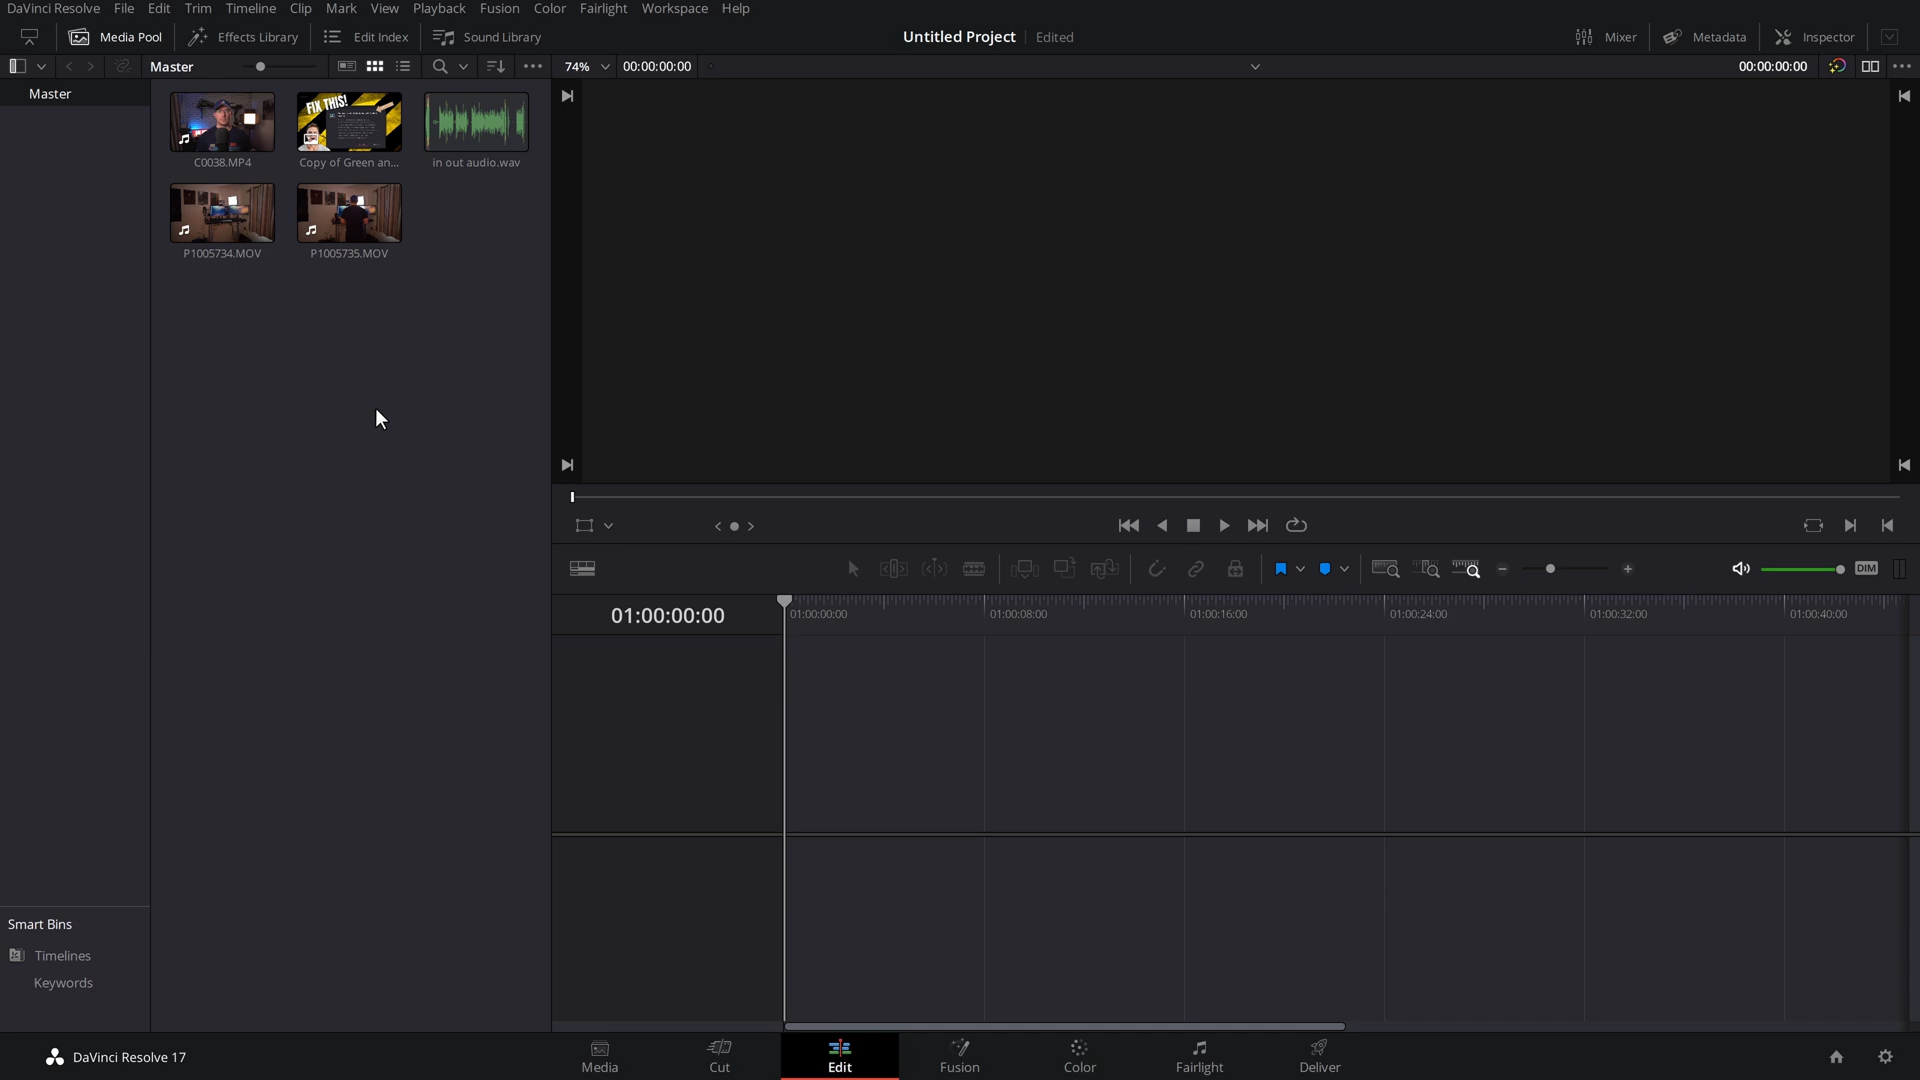 DaVinci Resolve File Edit Trim Timeline Clip Mark View Playback Fusion Color Fairlight Workspace Help
Media Pool Effects Library Edit Index Sound Library Untitled Project Edited Mixer Metadata Inspector
Master 74% 00:00:00:00 00:00:00:00
Master
FIX THIS!
C0038.MP4 Copy of Green an... in out audio.wav
P1005734.MOV P1005735.MOV
DIM
01:00:00:00 01:00:00:00 01:00:08:00 01:00:16:00 01:00:24:00 01:00:32:00 01:00:40:00
Smart Bins
Timelines
Keywords
DaVinci Resolve 17 Media Cut Edit Fusion Color Fairlight Deliver